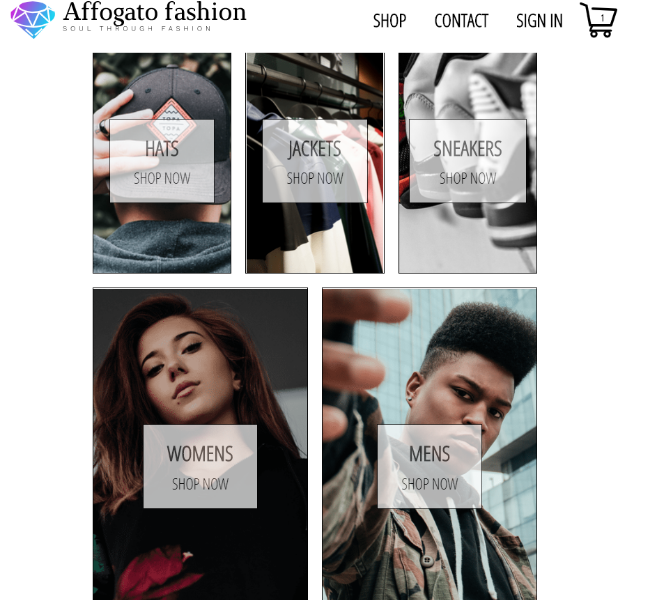 Affogato fashion
SOUL THROUGH FASHION
SHOP
CONTACT
SIGN IN
1
HATS
SHOP NOW
JACKETS
SHOP NOW
SNEAKERS
SHOP NOW
WOMENS
SHOP NOW
MENS
SHOP NOW